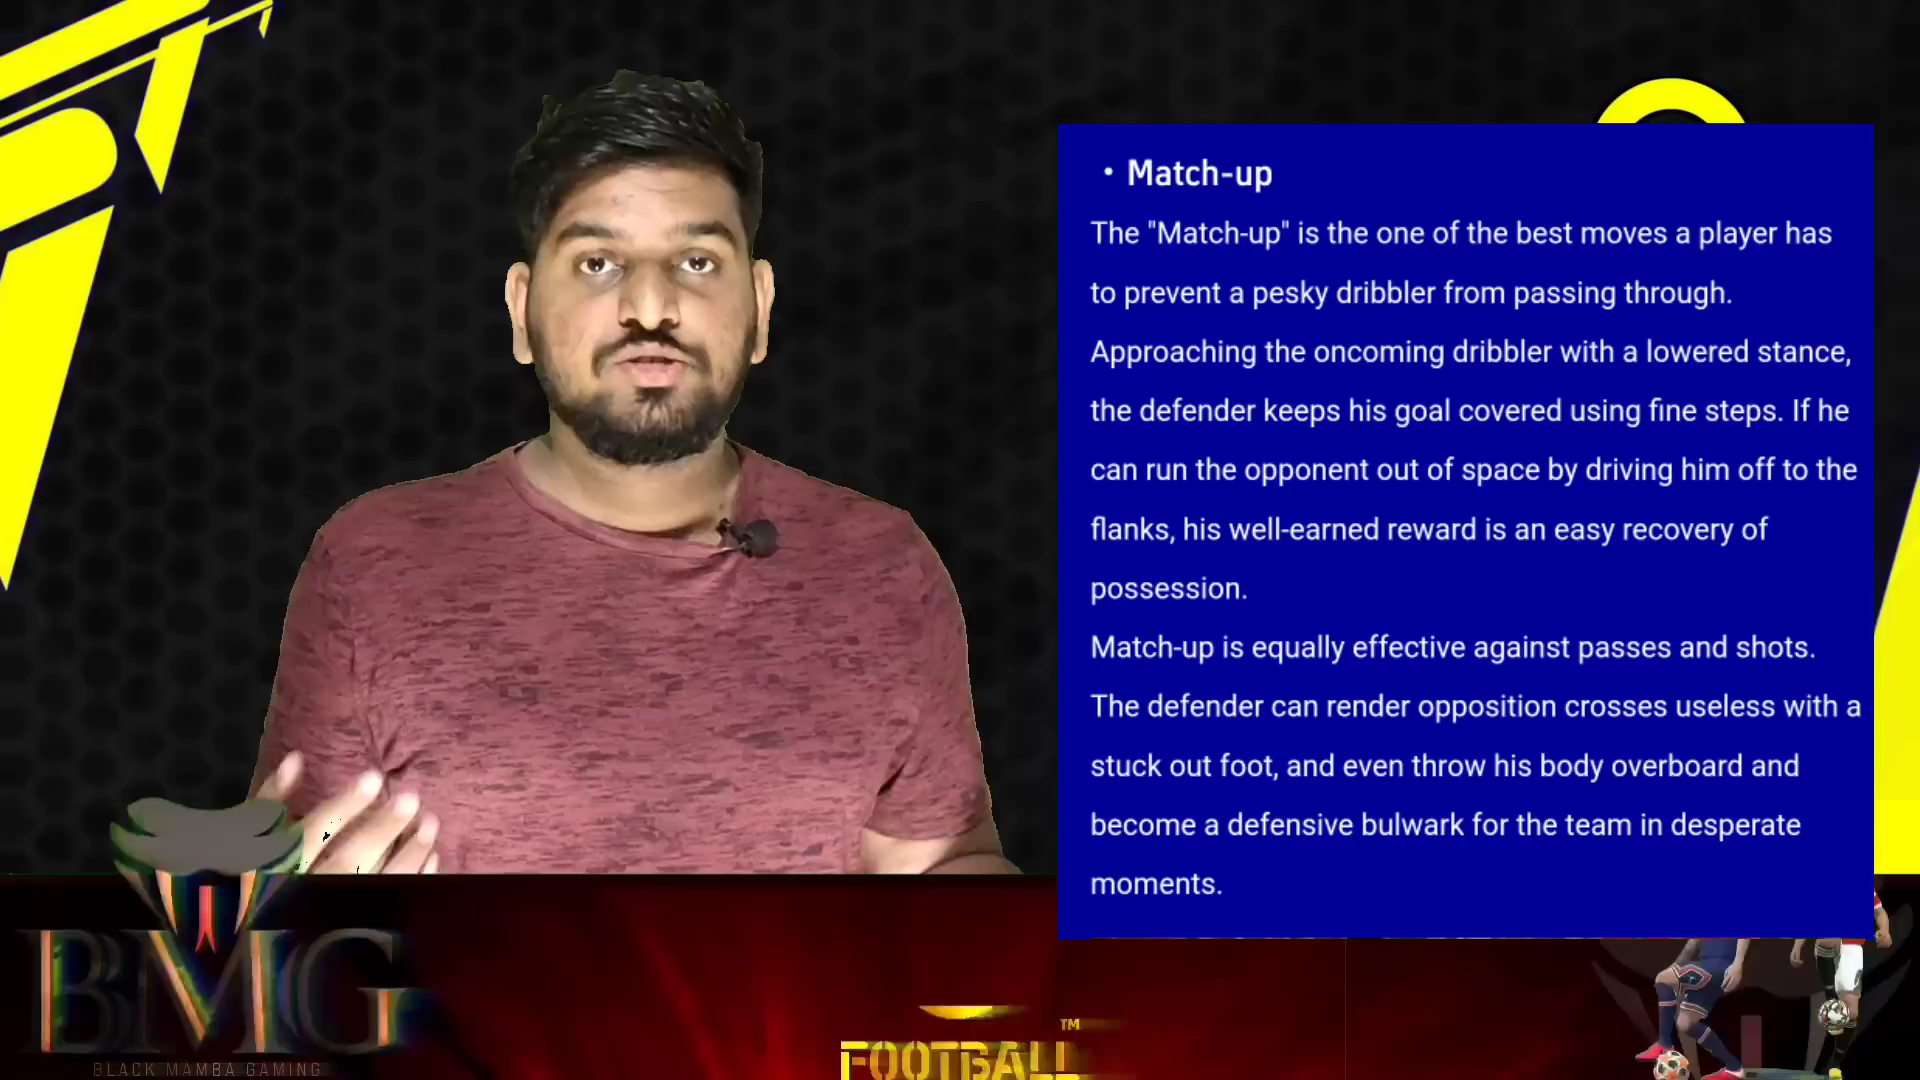 • Match-up
The "Match-up" is the one of the best moves a player has
to prevent a pesky dribbler from passing through.
Approaching the oncoming dribbler with a lowered stance,
the defender keeps his goal covered using fine steps. If he
can run the opponent out of space by driving him off to the
flanks, his well-earned reward is an easy recovery of
possession.
Match-up is equally effective against passes and shots.
The defender can render opposition crosses useless with a
stuck out foot, and even throw his body overboard and
become a defensive bulwark for the team in desperate
moments.
BMG
BLACK MAMBA GAMING
FOOTBALL
TM